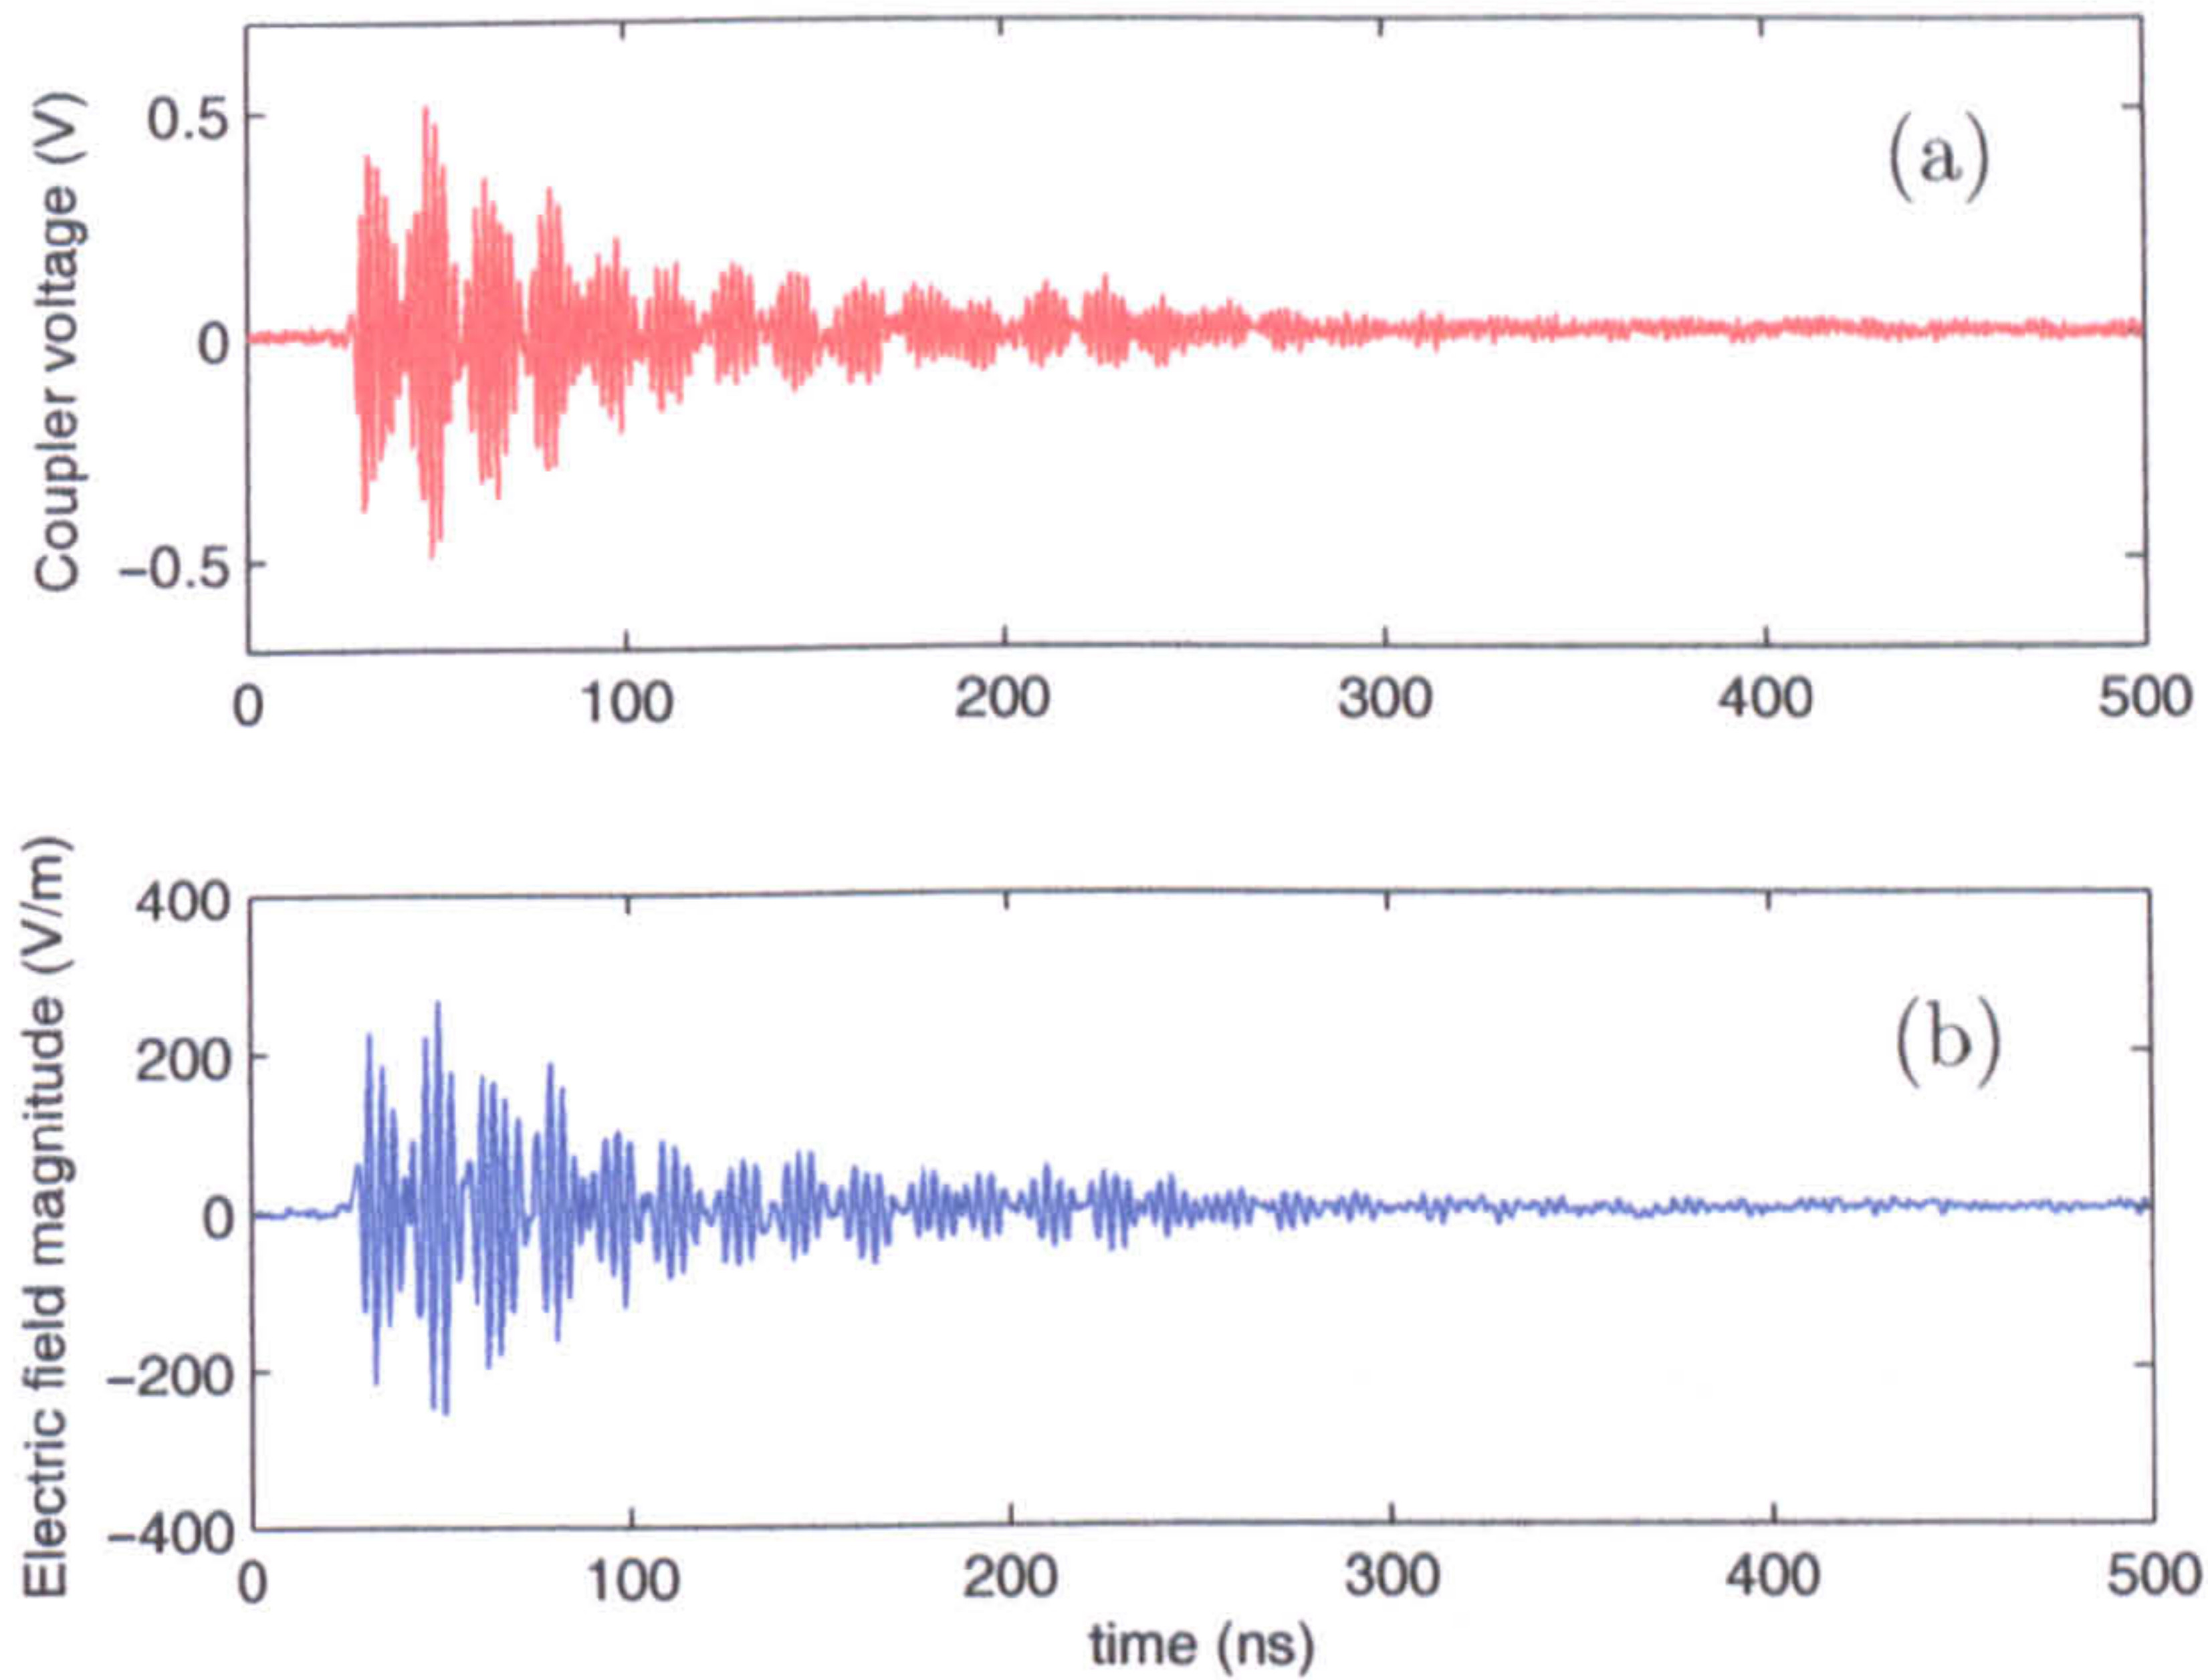 Coupler voltage (V)
0.5
0
−0.5
(a)
0 100 200 300 400 500
Electric field magnitude (V/m)
400
200
0
−200
−400
(b)
0 100 200 300 400 500
time (ns)